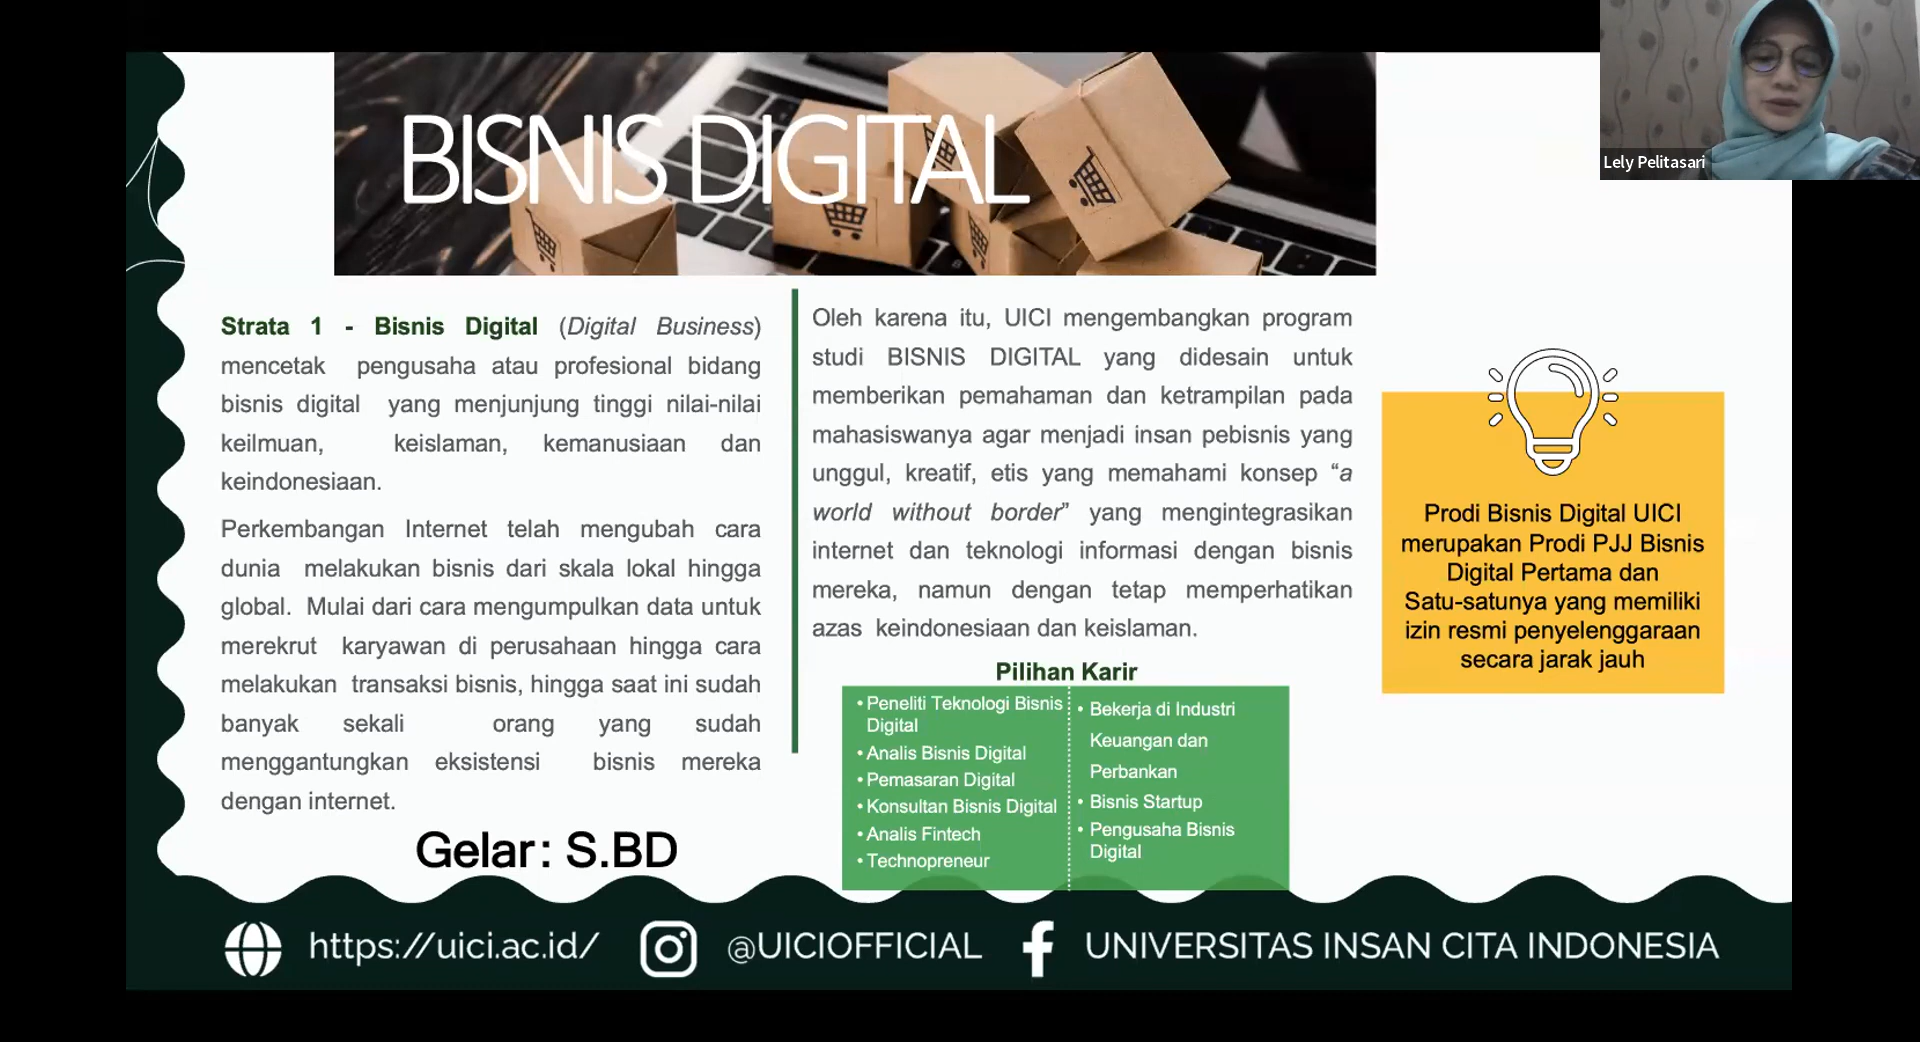 BISNIS DIGITAL
Lely Pelitasari
Strata 1 - Bisnis Digital (Digital Business)
mencetak pengusaha atau profesional bidang
bisnis digital yang menjunjung tinggi nilai-nilai
keilmuan, keislaman, kemanusiaan dan
keindonesiaan.
Perkembangan Internet telah mengubah cara
dunia melakukan bisnis dari skala lokal hingga
global. Mulai dari cara mengumpulkan data untuk
merekrut karyawan di perusahaan hingga cara
melakukan transaksi bisnis, hingga saat ini sudah
banyak sekali orang yang sudah
menggantungkan eksistensi bisnis mereka
dengan internet.
Gelar: S.BD
Oleh karena itu, UICI mengembangkan program
studi BISNIS DIGITAL yang didesain untuk
memberikan pemahaman dan ketrampilan pada
mahasiswanya agar menjadi insan pebisnis yang
unggul, kreatif, etis yang memahami konsep “a
world without border” yang mengintegrasikan
internet dan teknologi informasi dengan bisnis
mereka, namun dengan tetap memperhatikan
azas keindonesiaan dan keislaman.
Pilihan Karir
• Peneliti Teknologi Bisnis
Digital
• Analis Bisnis Digital
• Pemasaran Digital
• Konsultan Bisnis Digital
• Analis Fintech
• Technopreneur
• Bekerja di Industri
Keuangan dan
Perbankan
• Bisnis Startup
• Pengusaha Bisnis
Digital
Prodi Bisnis Digital UICI
merupakan Prodi PJJ Bisnis
Digital Pertama dan
Satu-satunya yang memiliki
izin resmi penyelenggaraan
secara jarak jauh
https://uici.ac.id/
@UICIOFFICIAL
UNIVERSITAS INSAN CITA INDONESIA